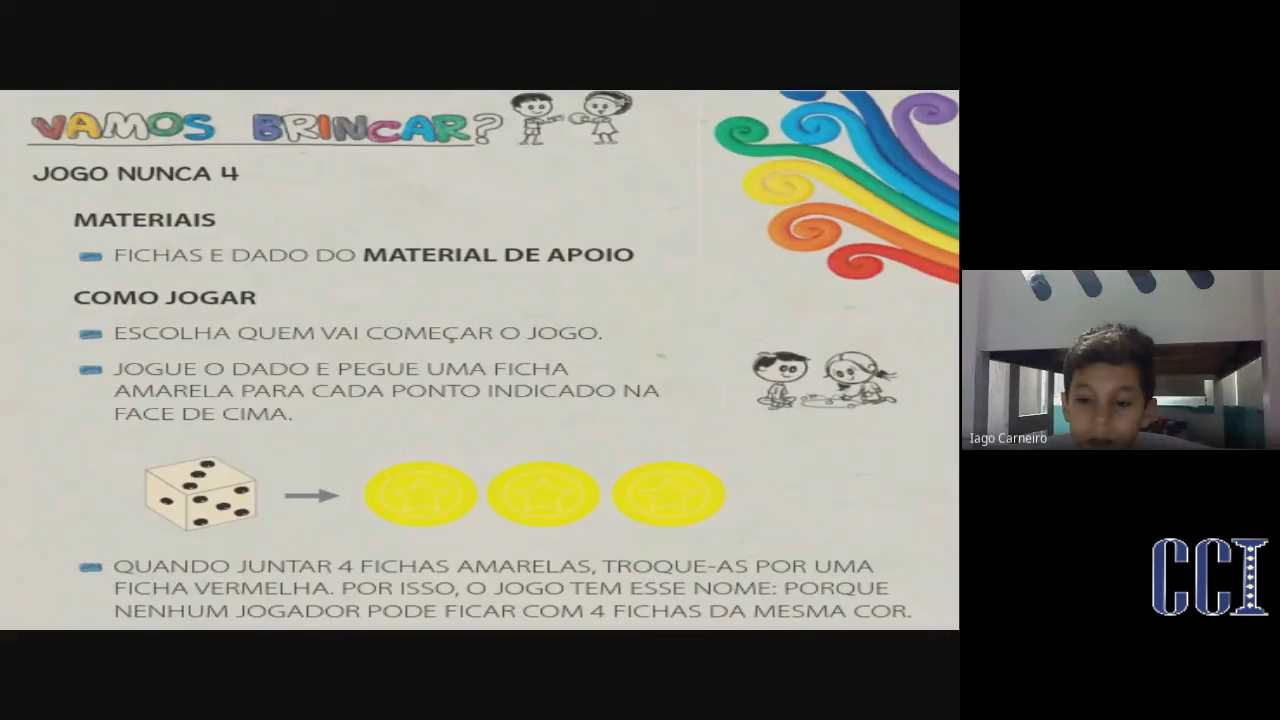 VAMOS BRINCAR?
JOGO NUNCA 4
MATERIAIS
FICHAS E DADO DO MATERIAL DE APOIO
COMO JOGAR
ESCOLHA QUEM VAI COMEÇAR O JOGO.
JOGUE O DADO E PEGUE UMA FICHA
AMARELA PARA CADA PONTO INDICADO NA
FACE DE CIMA.
QUANDO JUNTAR 4 FICHAS AMARELAS, TROQUE-AS POR UMA
FICHA VERMELHA. POR ISSO, O JOGO TEM ESSE NOME: PORQUE
NENHUM JOGADOR PODE FICAR COM 4 FICHAS DA MESMA COR.
Iago Carneiro
CCI